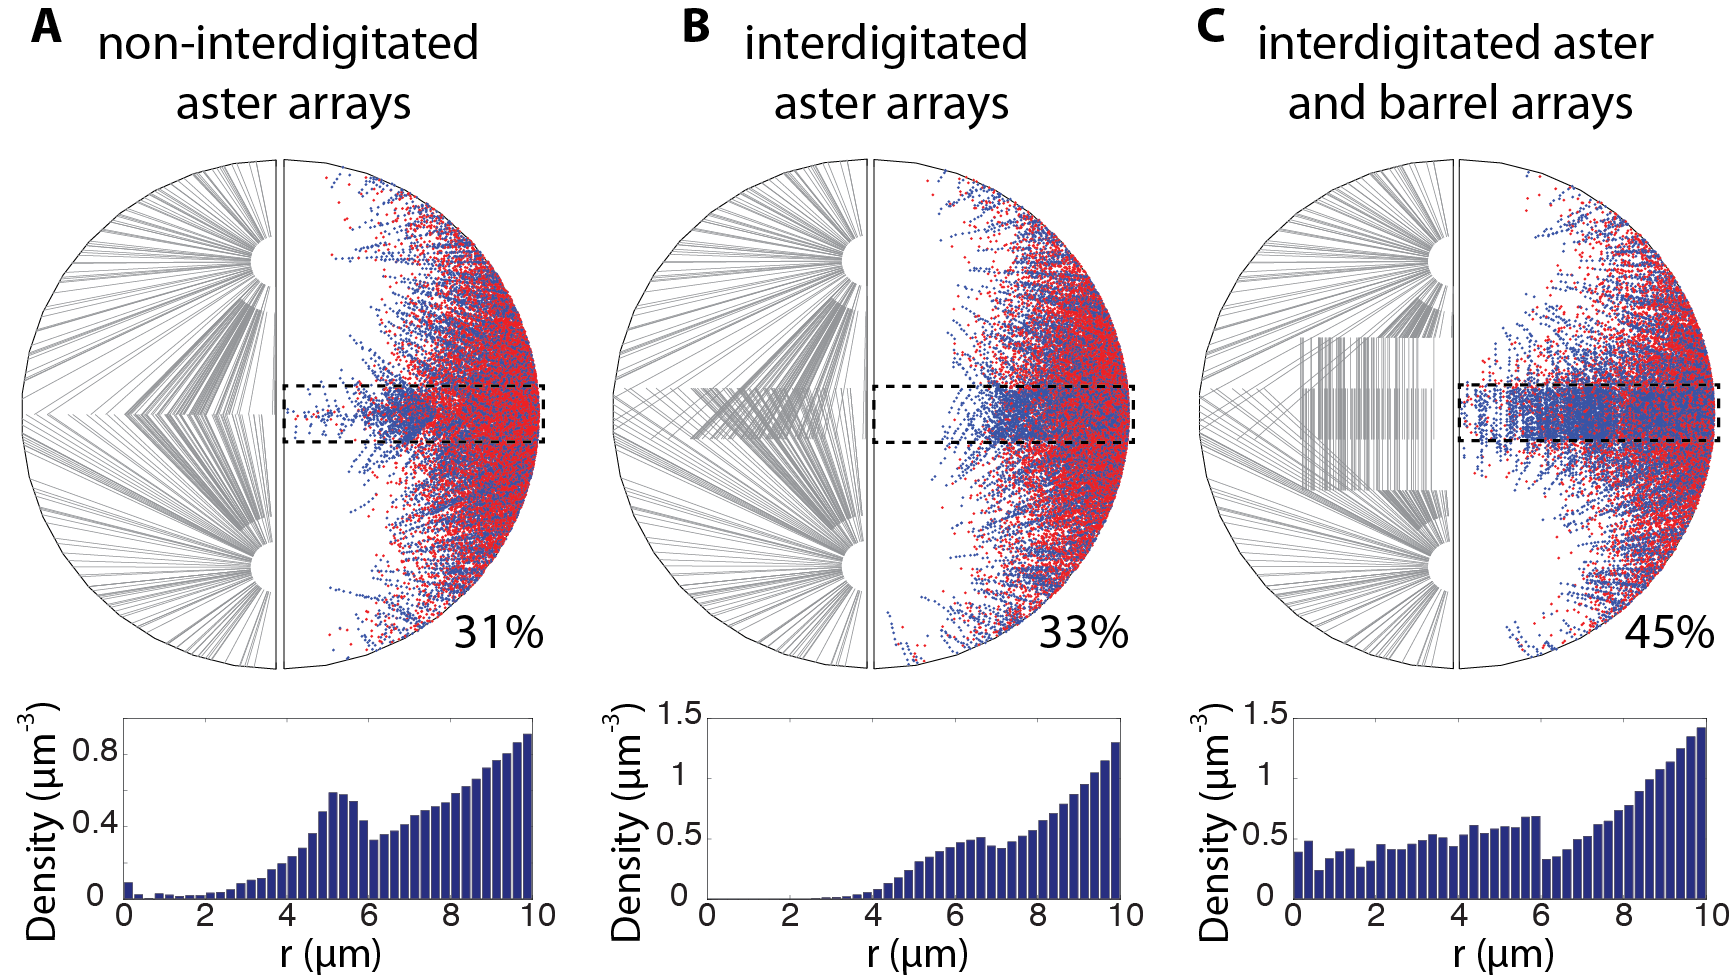 A
non-interdigitated
aster arrays
B
interdigitated
aster arrays
C
interdigitated aster
and barrel arrays
31%
33%
45%
Density (μm-3)
0.8
0.4
0
0 2 4 6 8 10
r (μm)
Density (μm-3)
1.5
1
0.5
0
0 2 4 6 8 10
r (μm)
Density (μm-3)
1.5
1
0.5
0
0 2 4 6 8 10
r (μm)